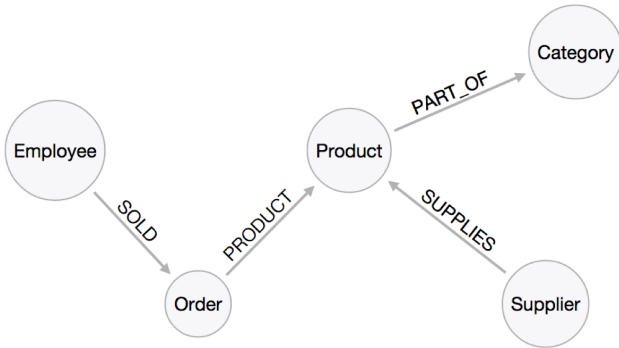 Category
PART_OF
Employee
Product
SOLD
PRODUCT
SUPPLIES
Order
Supplier